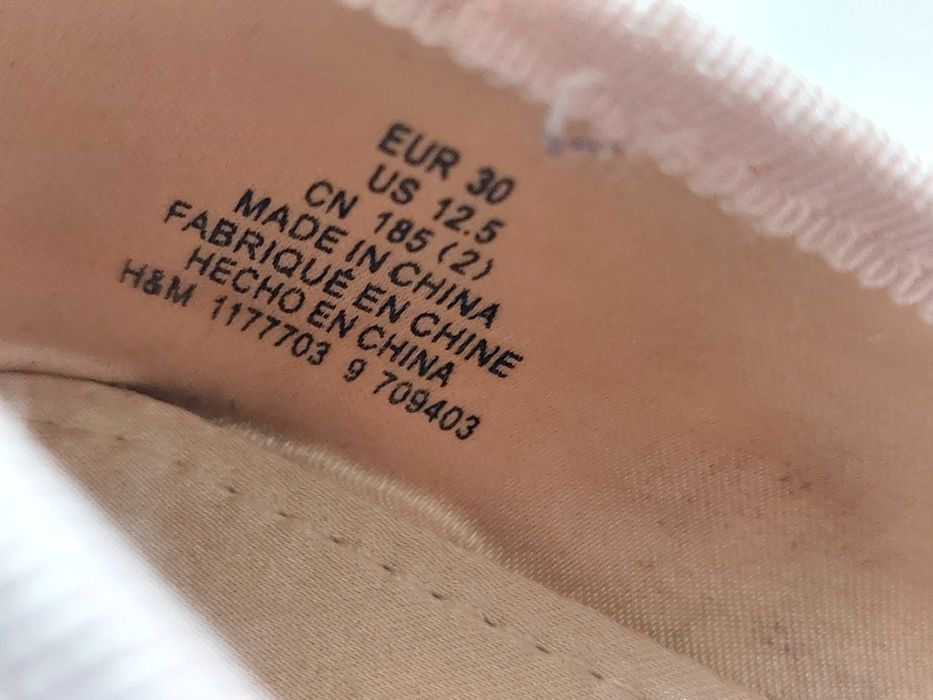 EUR 30
US 12.5
CN 185 (2)
MADE IN CHINA
FABRIQUÉ EN CHINE
HECHO EN CHINA
H&M 1177703 9 709403